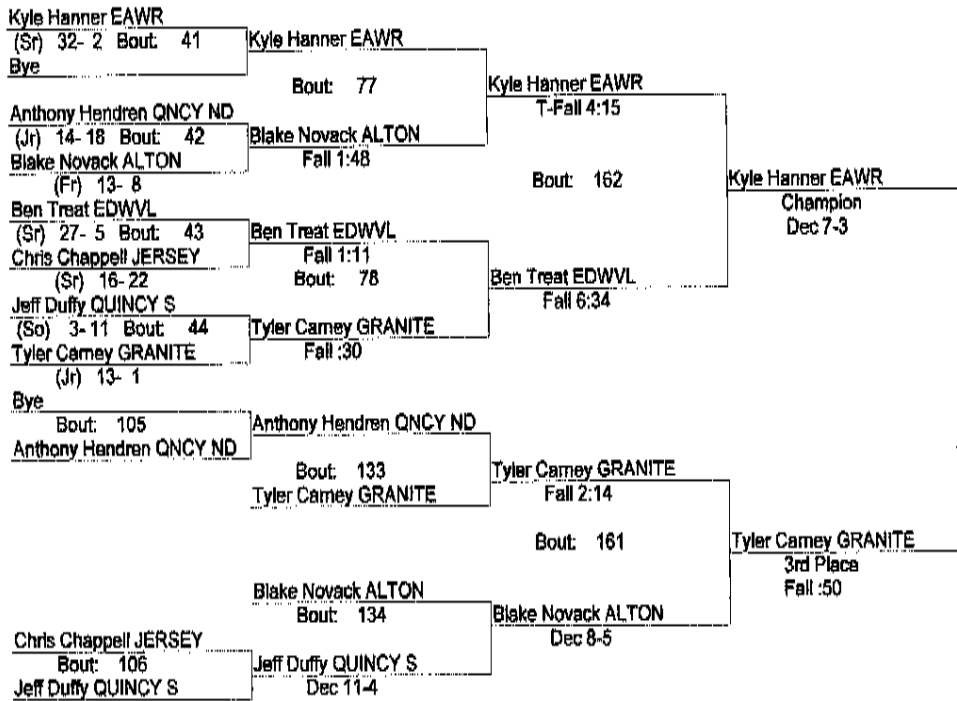 Kyle Hanner EAWR
(Sr) 32- 2 Bout: 41
Bye
Kyle Hanner EAWR
Bout: 77
Kyle Hanner EAWR
T-Fall 4:15
Anthony Hendren QNCY ND
(Jr) 14- 18 Bout: 42
Blake Novack ALTON
(Fr) 13- 8
Blake Novack ALTON
Fall 1:48
Bout: 162
Kyle Hanner EAWR
Champion
Dec 7-3
Ben Treat EDWVL
(Sr) 27- 5 Bout: 43
Chris Chappell JERSEY
(Sr) 16- 22
Ben Treat EDWVL
Fall 1:11
Bout: 78
Ben Treat EDWVL
Fall 6:34
Jeff Duffy QUINCY S
(So) 3- 11 Bout: 44
Tyler Carney GRANITE
(Jr) 13- 1
Tyler Carney GRANITE
Fall :30
Bye
Bout: 105
Anthony Hendren QNCY ND
Anthony Hendren QNCY ND
Bout: 133
Tyler Carney GRANITE
Tyler Carney GRANITE
Fall 2:14
Bout: 161
Tyler Carney GRANITE
3rd Place
Fall :50
Blake Novack ALTON
Bout: 134
Blake Novack ALTON
Dec 8-5
Chris Chappell JERSEY
Bout: 106
Jeff Duffy QUINCY S
Jeff Duffy QUINCY S
Dec 11-4